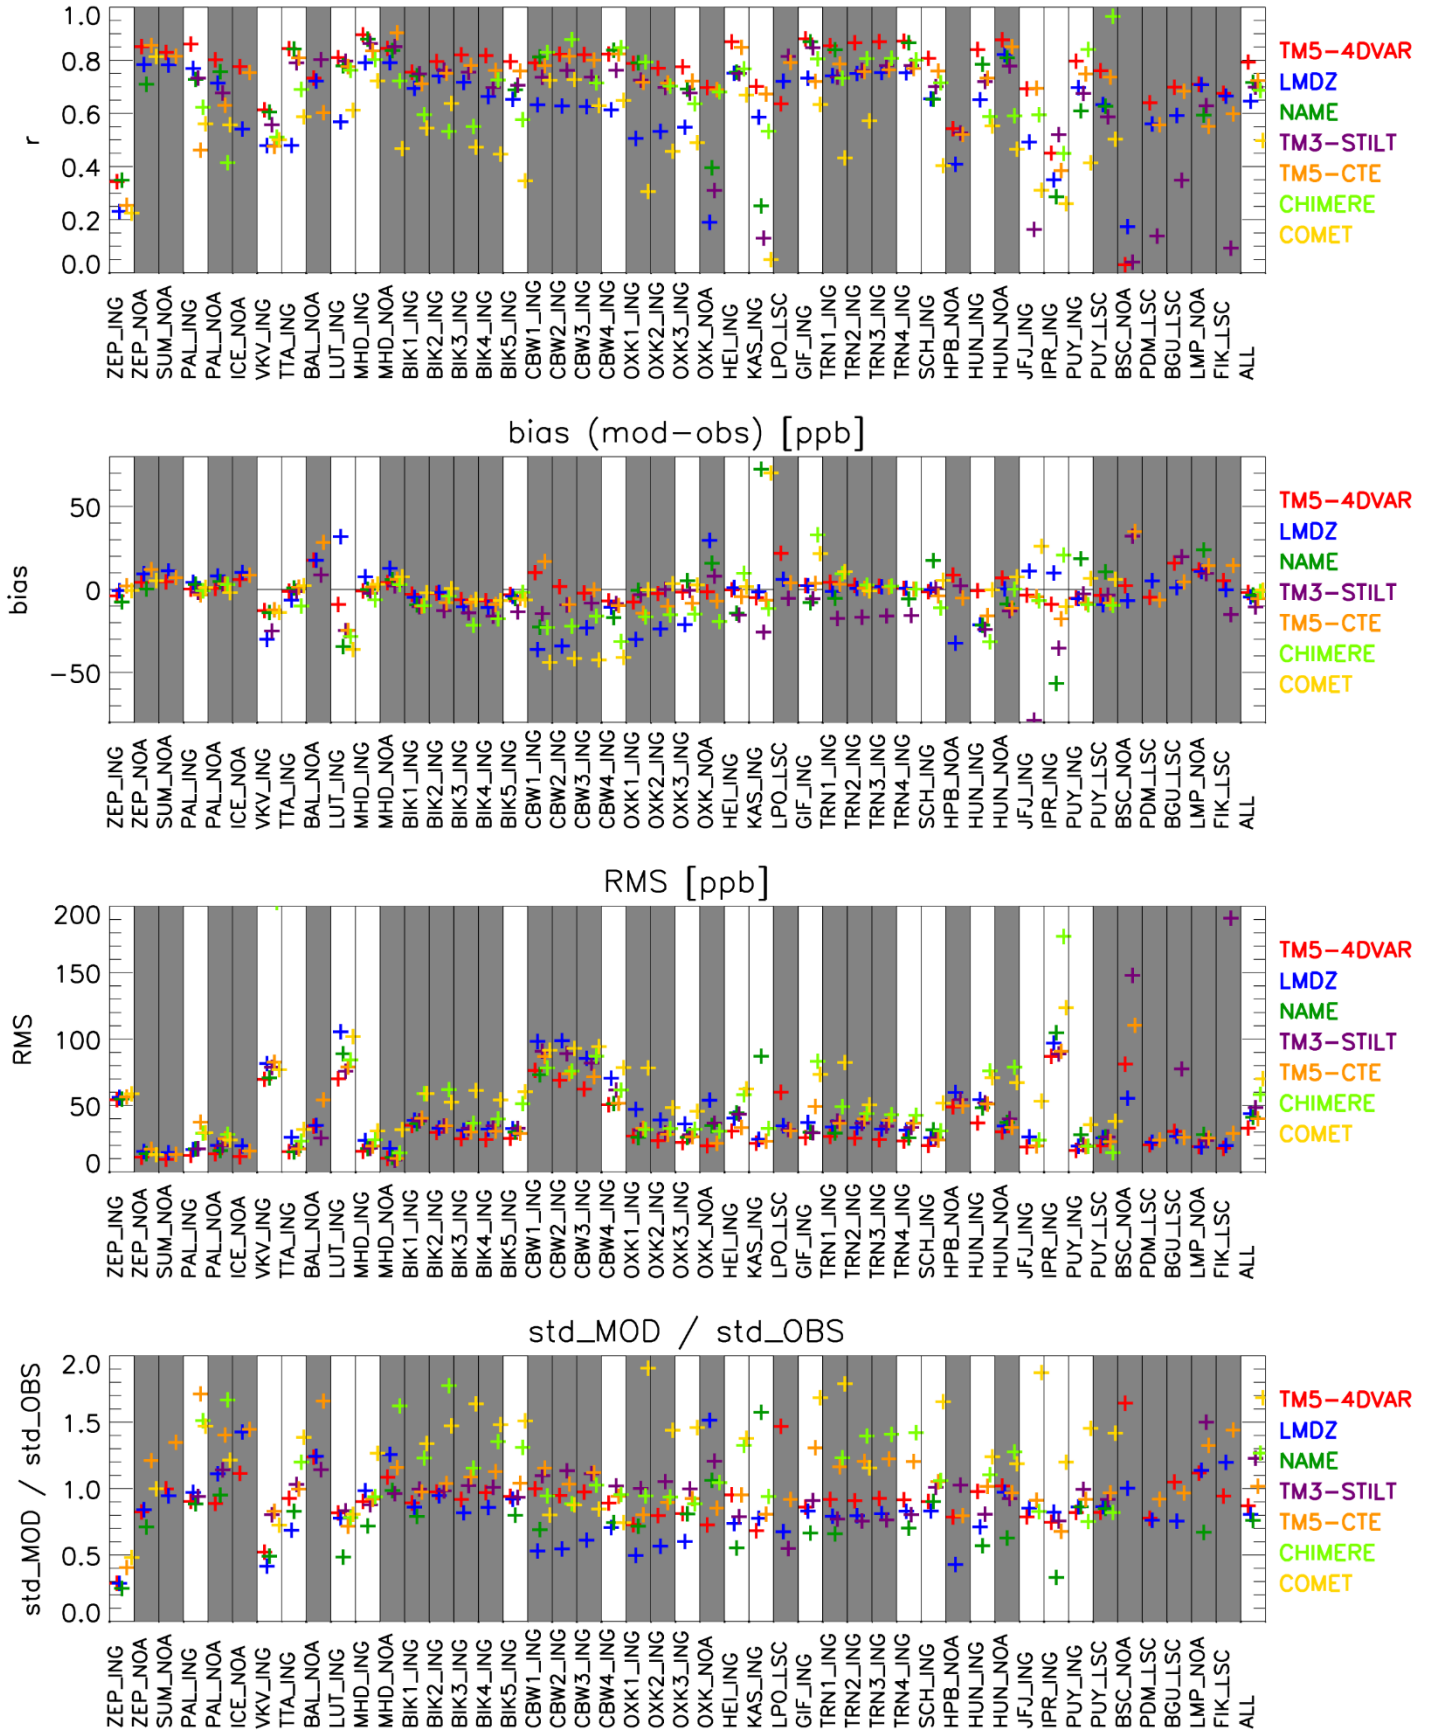 1.0
0.8
0.6
0.4
0.2
0.0
r
TM5-4DVAR
LMDZ
NAME
TM3-STILT
TM5-CTE
CHIMERE
COMET
ZEP_ING
ZEP_NOA
SUM_NOA
PAL_ING
PAL_NOA
ICE_NOA
VKV_ING
TTA_ING
BAL_NOA
LUT_ING
MHD_ING
MHD_NOA
BIK1_ING
BIK2_ING
BIK3_ING
BIK4_ING
BIK5_ING
CBW1_ING
CBW2_ING
CBW3_ING
CBW4_ING
OXK1_ING
OXK2_ING
OXK3_ING
OXK_NOA
HEI_ING
KAS_ING
LPO_LSC
GIF_ING
TRN1_ING
TRN2_ING
TRN3_ING
TRN4_ING
SCH_ING
HPB_NOA
HUN_ING
HUN_NOA
JFJ_ING
IPR_ING
PUY_ING
PUY_LSC
BSC_NOA
PDM_LSC
BGU_LSC
LMP_NOA
FIK_LSC
ALL
bias (mod-obs) [ppb]
50
0
-50
bias
TM5-4DVAR
LMDZ
NAME
TM3-STILT
TM5-CTE
CHIMERE
COMET
ZEP_ING
ZEP_NOA
SUM_NOA
PAL_ING
PAL_NOA
ICE_NOA
VKV_ING
TTA_ING
BAL_NOA
LUT_ING
MHD_ING
MHD_NOA
BIK1_ING
BIK2_ING
BIK3_ING
BIK4_ING
BIK5_ING
CBW1_ING
CBW2_ING
CBW3_ING
CBW4_ING
OXK1_ING
OXK2_ING
OXK3_ING
OXK_NOA
HEI_ING
KAS_ING
LPO_LSC
GIF_ING
TRN1_ING
TRN2_ING
TRN3_ING
TRN4_ING
SCH_ING
HPB_NOA
HUN_ING
HUN_NOA
JFJ_ING
IPR_ING
PUY_ING
PUY_LSC
BSC_NOA
PDM_LSC
BGU_LSC
LMP_NOA
FIK_LSC
ALL
RMS [ppb]
200
150
100
50
0
RMS
TM5-4DVAR
LMDZ
NAME
TM3-STILT
TM5-CTE
CHIMERE
COMET
ZEP_ING
ZEP_NOA
SUM_NOA
PAL_ING
PAL_NOA
ICE_NOA
VKV_ING
TTA_ING
BAL_NOA
LUT_ING
MHD_ING
MHD_NOA
BIK1_ING
BIK2_ING
BIK3_ING
BIK4_ING
BIK5_ING
CBW1_ING
CBW2_ING
CBW3_ING
CBW4_ING
OXK1_ING
OXK2_ING
OXK3_ING
OXK_NOA
HEI_ING
KAS_ING
LPO_LSC
GIF_ING
TRN1_ING
TRN2_ING
TRN3_ING
TRN4_ING
SCH_ING
HPB_NOA
HUN_ING
HUN_NOA
JFJ_ING
IPR_ING
PUY_ING
PUY_LSC
BSC_NOA
PDM_LSC
BGU_LSC
LMP_NOA
FIK_LSC
ALL
std_MOD / std_OBS
2.0
1.5
1.0
0.5
0.0
std_MOD / std_OBS
TM5-4DVAR
LMDZ
NAME
TM3-STILT
TM5-CTE
CHIMERE
COMET
ZEP_ING
ZEP_NOA
SUM_NOA
PAL_ING
PAL_NOA
ICE_NOA
VKV_ING
TTA_ING
BAL_NOA
LUT_ING
MHD_ING
MHD_NOA
BIK1_ING
BIK2_ING
BIK3_ING
BIK4_ING
BIK5_ING
CBW1_ING
CBW2_ING
CBW3_ING
CBW4_ING
OXK1_ING
OXK2_ING
OXK3_ING
OXK_NOA
HEI_ING
KAS_ING
LPO_LSC
GIF_ING
TRN1_ING
TRN2_ING
TRN3_ING
TRN4_ING
SCH_ING
HPB_NOA
HUN_ING
HUN_NOA
JFJ_ING
IPR_ING
PUY_ING
PUY_LSC
BSC_NOA
PDM_LSC
BGU_LSC
LMP_NOA
FIK_LSC
ALL